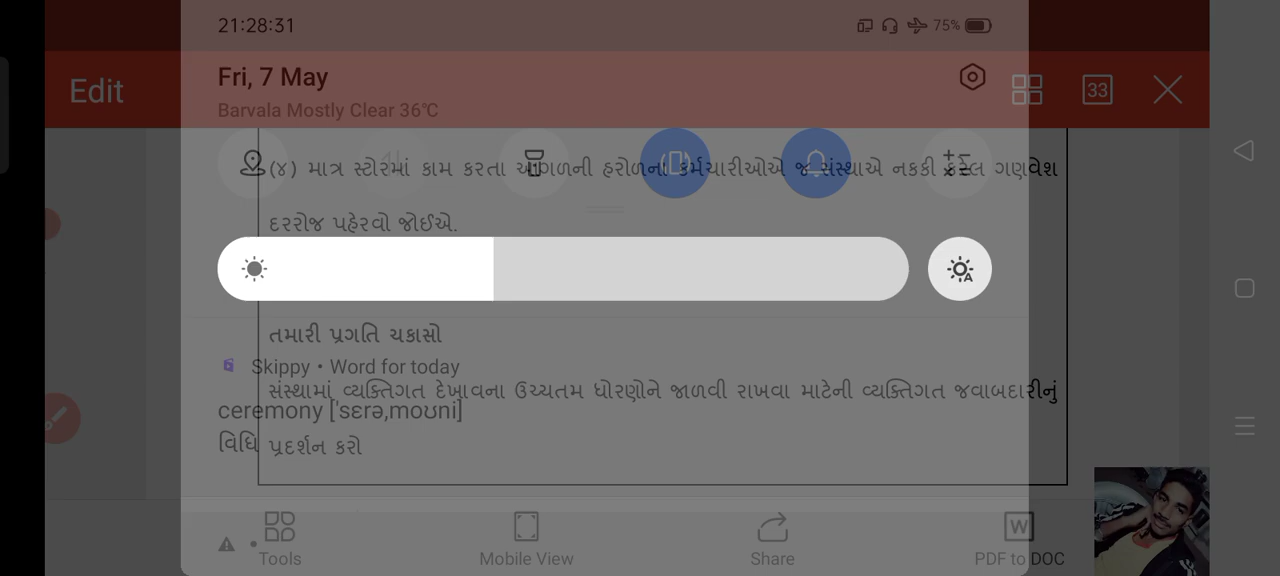 21:28:31
75%
Fri, 7 May
Barvala Mostly Clear 36℃
Edit
33
(૪) માત્ર સ્ટોરમાં કામ કરતા આગળની હરોળના કર્મચારીઓએ જ સંસ્થાએ નક્કી કરેલ ગણવેશ
દરરોજ પહેરવો જોઈએ.
તમારી પ્રગતિ ચકાસો
Skippy • Word for today
સંસ્થામાં વ્યક્તિગત દેખાવના ઉચ્ચતમ ધોરણોને જાળવી રાખવા માટેની વ્યક્તિગત જવાબદારીનું
ceremony ['sɛrə,moʊni]
વિધિ
પ્રદર્શન કરો
Tools
Mobile View
Share
W
PDF to DOC